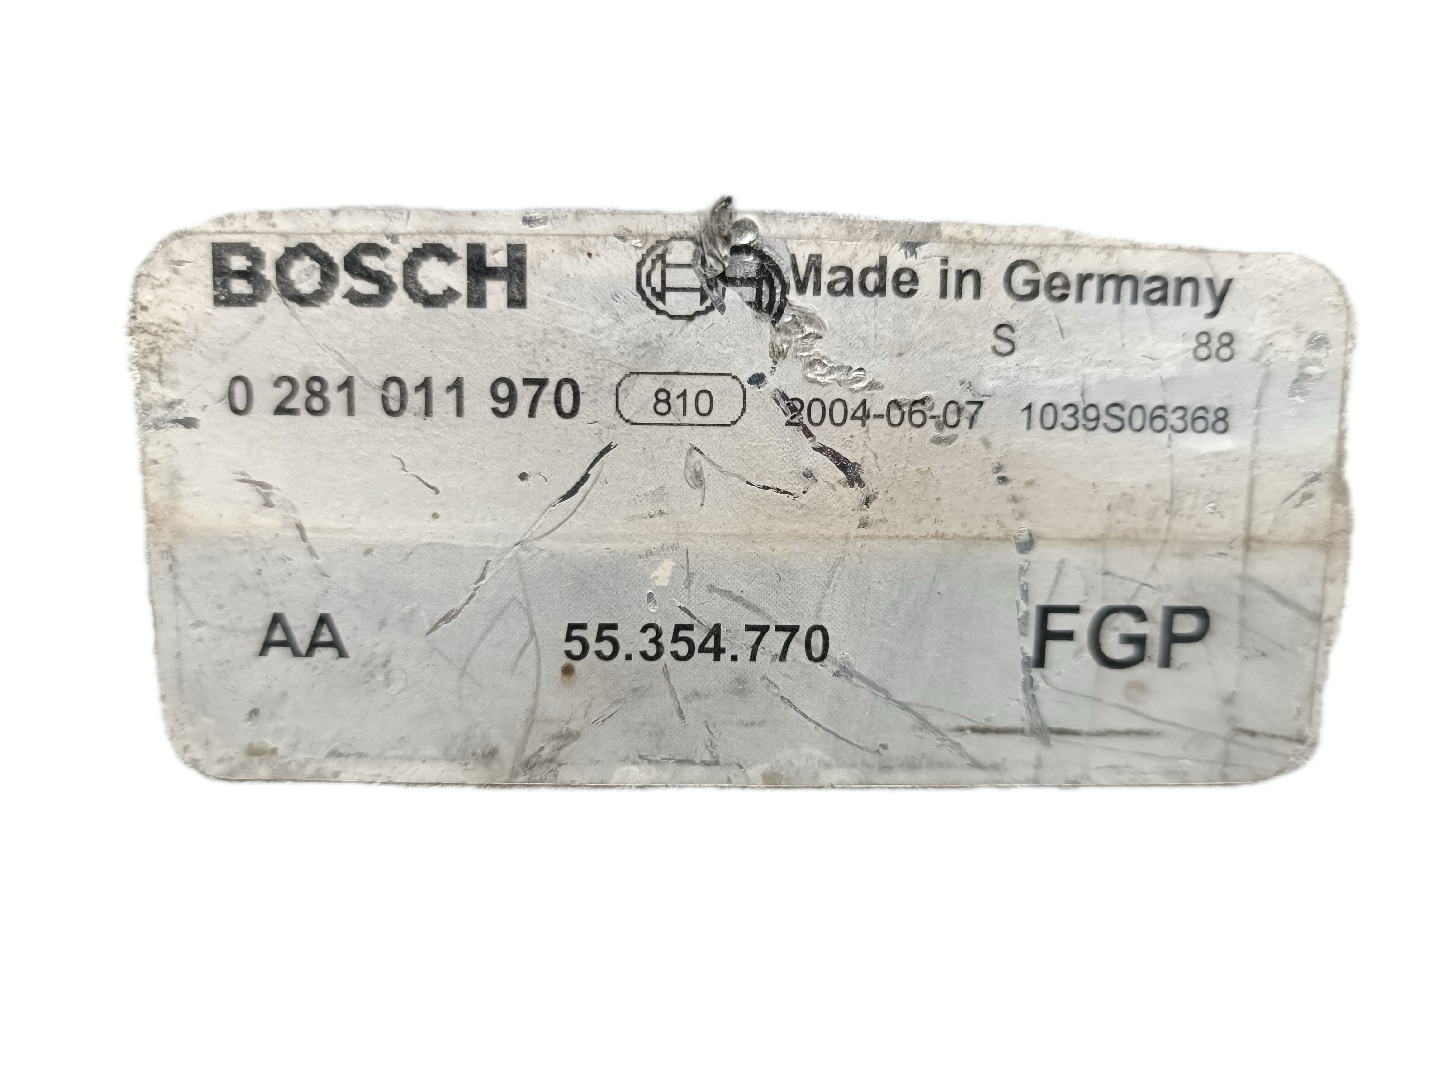 BOSCH Made in Germany
S 88
0 281 011 970 810 2004-06-07 1039S06368
AA 55.354.770 FGP